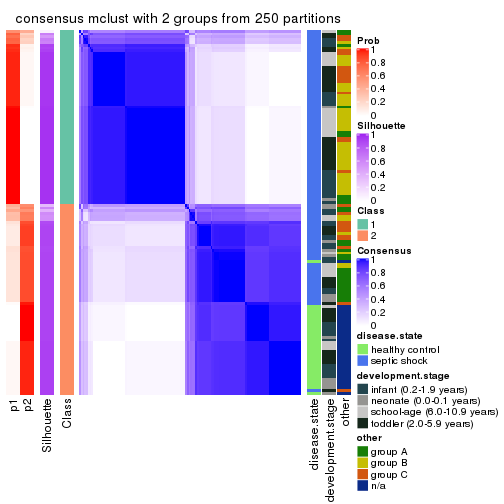 consensus mclust with 2 groups from 250 partitions
Prob
1
0.8
0.6
0.4
0.2
0
Silhouette
1
0.8
0.6
0.4
0.2
0
Class
1
2
Consensus
1
0.8
0.6
0.4
0.2
0
disease.state
healthy control
septic shock
development.stage
infant (0.2-1.9 years)
neonate (0.0-0.1 years)
school-age (6.0-10.9 years)
toddler (2.0-5.9 years)
other
group A
group B
group C
n/a
p1
p2
Silhouette
Class
disease.state
development.stage
other